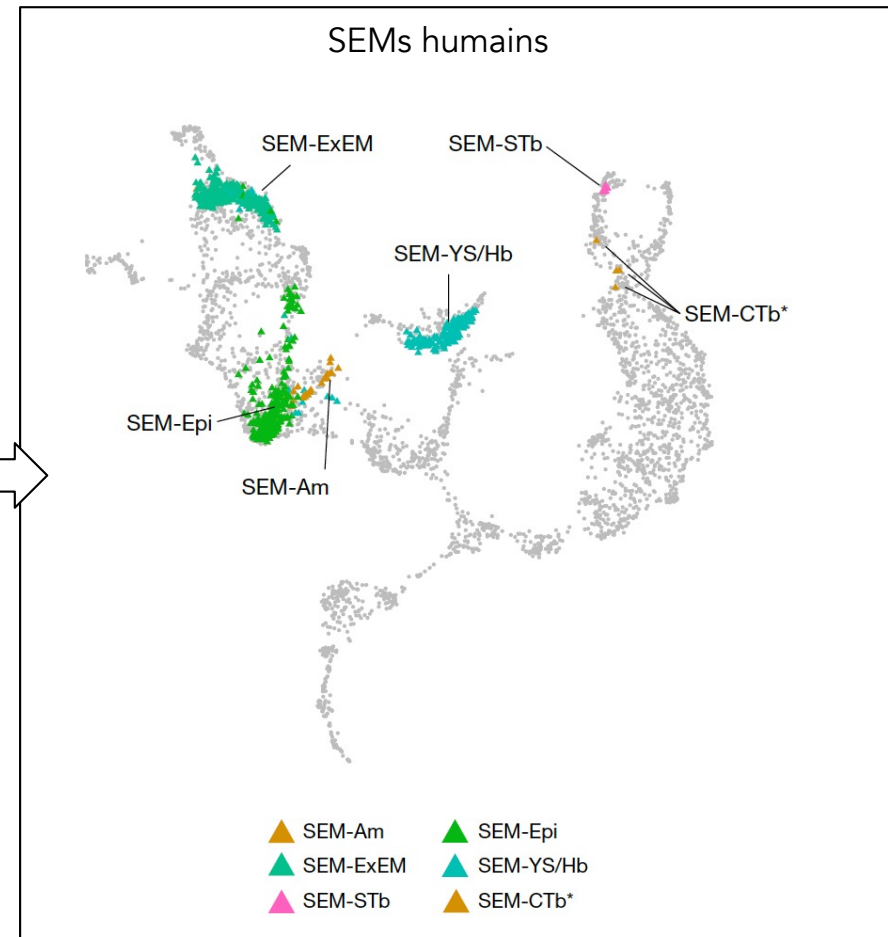 SEMs humains
SEM-ExEM
SEM-STb
SEM-YS/Hb
SEM-CTb*
SEM-Epi
SEM-Am
SEM-Am
SEM-Epi
SEM-ExEM
SEM-YS/Hb
SEM-STb
SEM-CTb*